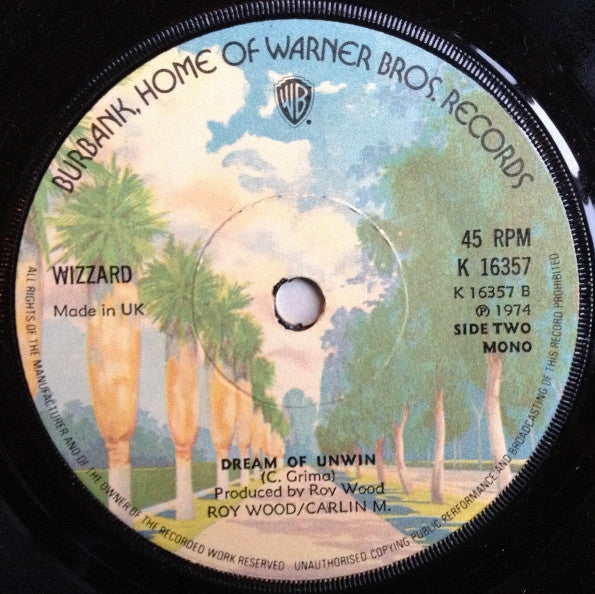 BURBANK, HOME OF WARNER BROS. RECORDS
WB
WIZZARD
Made in UK
45 RPM
K 16357
K 16357 B
℗ 1974
SIDE TWO
MONO
DREAM OF UNWIN
(C. Grima)
Produced by Roy Wood
ROY WOOD/CARLIN M.
ALL RIGHTS OF THE MANUFACTURER AND OF THE OWNER OF THE RECORDED WORK RESERVED UNAUTHORISED COPYING PUBLIC PERFORMANCE AND BROADCASTING OF THIS RECORD PROHIBITED